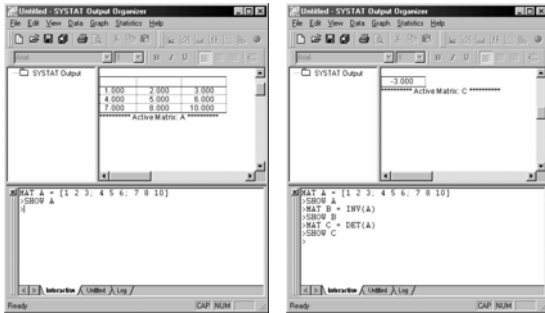 Untitled - View SYSTAT Output Organizer
File Edit View Data Graph Statistics Help
Arial
B I U
SYSTAT Output
1.000 2.000 3.000
4.000 5.000 6.000
7.000 8.000 10.000
********** Active Matrix: A **********
MAT A = [1 2 3; 4 5 6; 7 8 10]
>SHOW A
>
Interactive Untitled Log
Ready CAP NUM
Untitled - View SYSTAT Output Organizer
File Edit View Data Graph Statistics Help
Arial
B I U
SYSTAT Output
-3.000
********** Active Matrix: C **********
MAT A = [1 2 3; 4 5 6; 7 8 10]
>SHOW A
>MAT B = INV(A)
>SHOW B
>MAT C = DET(A)
>SHOW C
>
Interactive Untitled Log
Ready CAP NUM